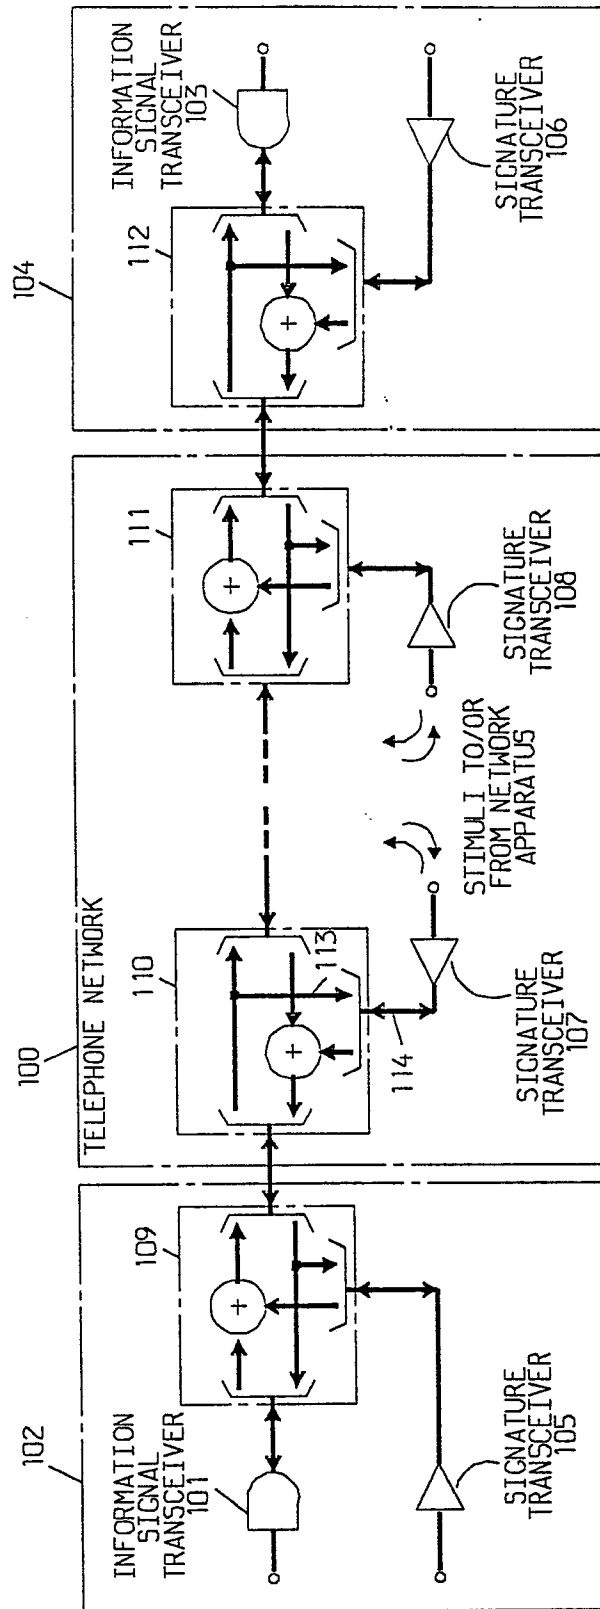 102
INFORMATION
SIGNAL
TRANSCEIVER
101
109
SIGNATURE
TRANSCEIVER
105
100
TELEPHONE NETWORK
110
113
114
SIGNATURE
TRANSCEIVER
107
STIMULI TO/OR
FROM NETWORK
APPARATUS
111
SIGNATURE
TRANSCEIVER
108
104
112
INFORMATION
SIGNAL
TRANSCEIVER
103
SIGNATURE
TRANSCEIVER
106